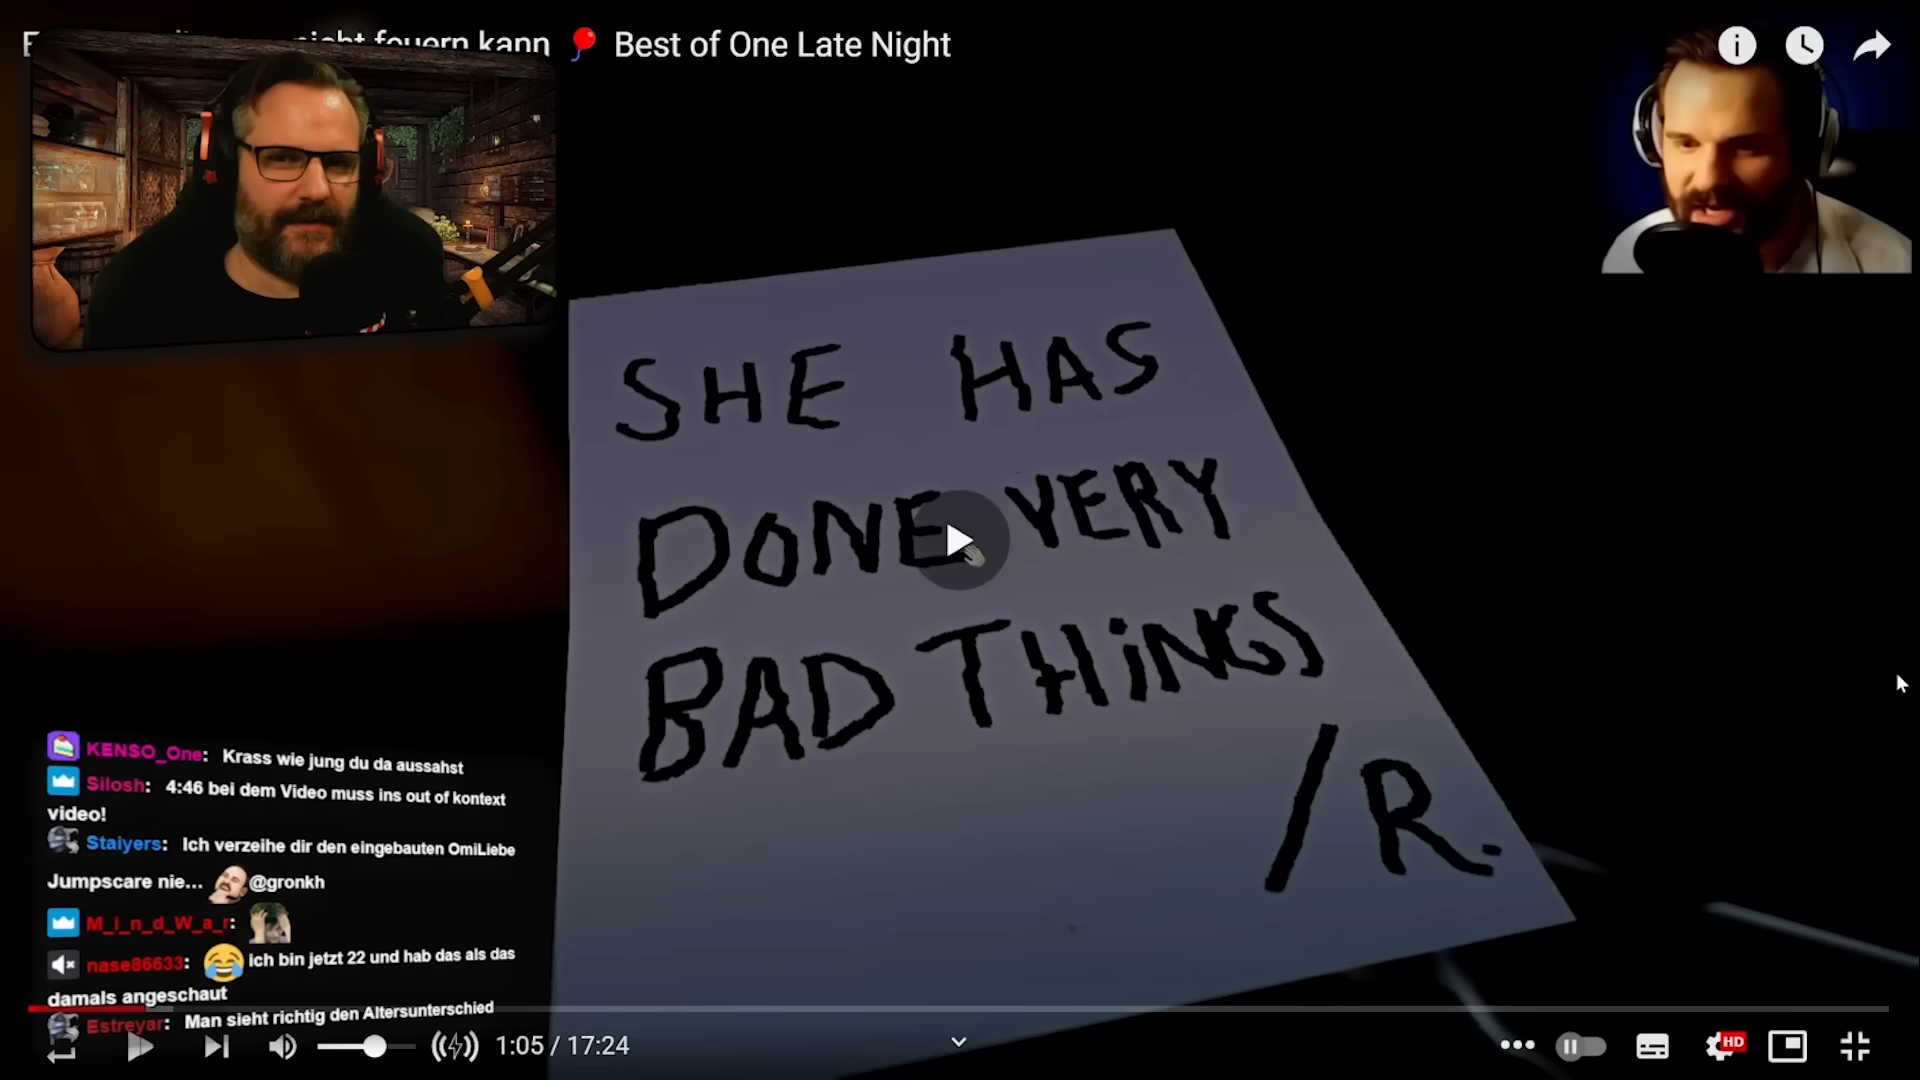 nicht feuern kann 🎈 Best of One Late Night
SHE HAS
DONE VERY
BAD THiNGS
/R.
KENSO_One: Krass wie jung du da aussahst
Silosh: 4:46 bei dem Video muss ins out of kontext
video!
Staiyers: Ich verzeihe dir den eingebauten OmiLiebe
Jumpscare nie... @gronkh
M_i_n_d_W_a_r:
nase86633: 😂 Ich bin jetzt 22 und hab das als das
damals angeschaut
Estreyar: Man sieht richtig den Altersunterschied
1:05 / 17:24
HD